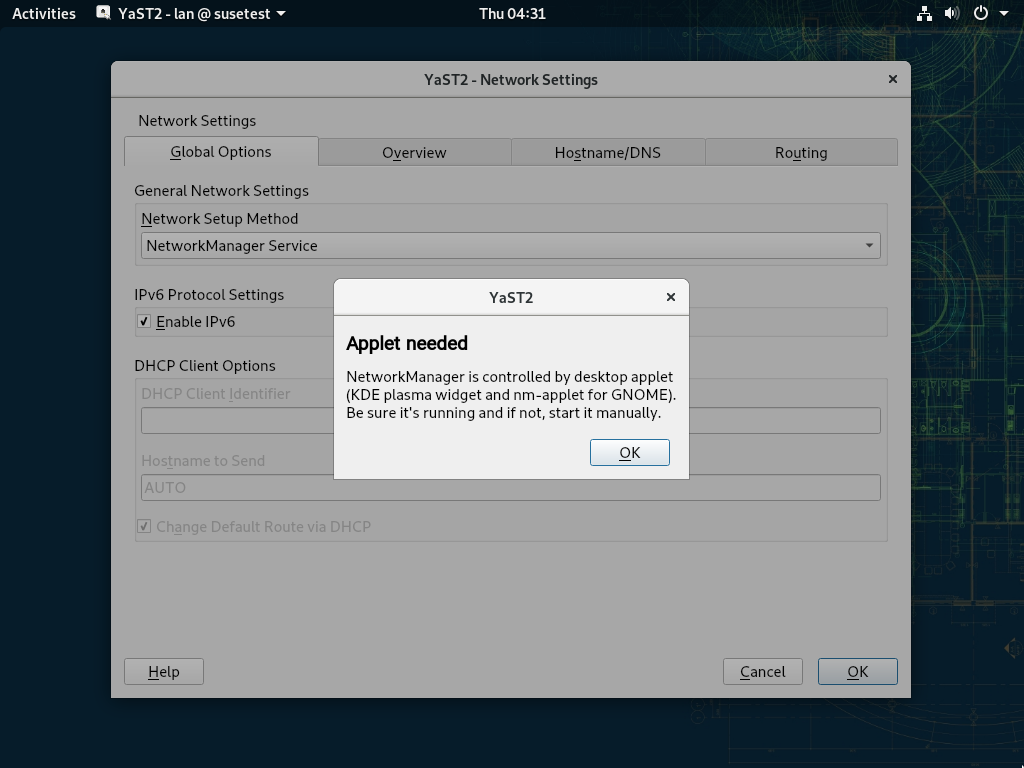 Activities
YaST2 - lan @ susetest
Thu 04:31
YaST2 - Network Settings
Network Settings
Global Options
Overview
Hostname/DNS
Routing
General Network Settings
Network Setup Method
NetworkManager Service
IPv6 Protocol Settings
Enable IPv6
DHCP Client Options
DHCP Client Identifier
Hostname to Send
AUTO
Change Default Route via DHCP
YaST2
Applet needed
NetworkManager is controlled by desktop applet
(KDE plasma widget and nm-applet for GNOME).
Be sure it's running and if not, start it manually.
OK
Help
Cancel
OK